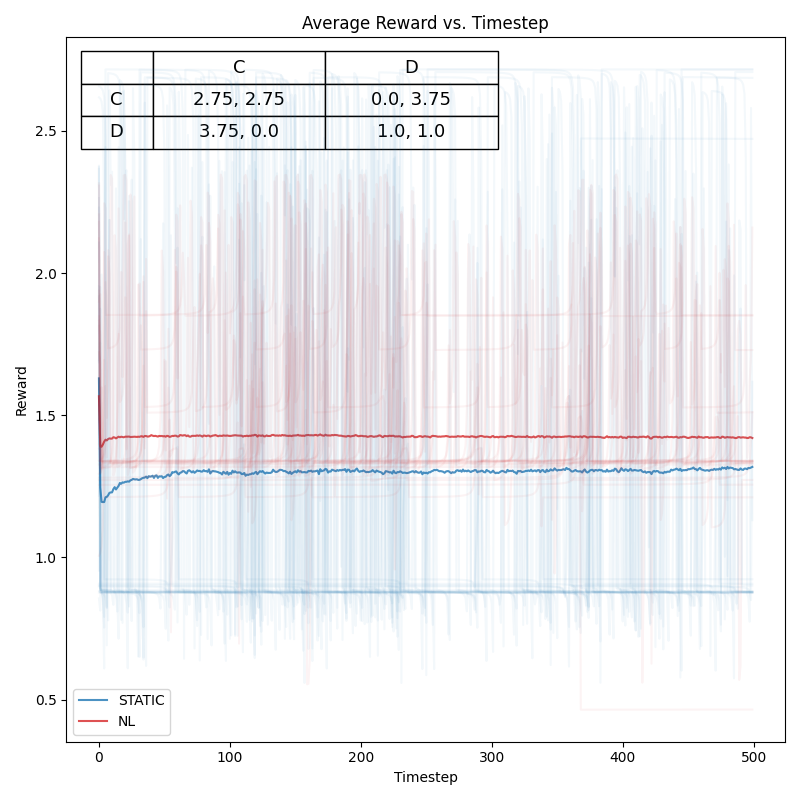 Average Reward vs. Timestep
C D
C 2.75, 2.75 0.0, 3.75
D 3.75, 0.0 1.0, 1.0
2.5
2.0
1.5
1.0
0.5
Reward
STATIC
NL
0 100 200 300 400 500
Timestep